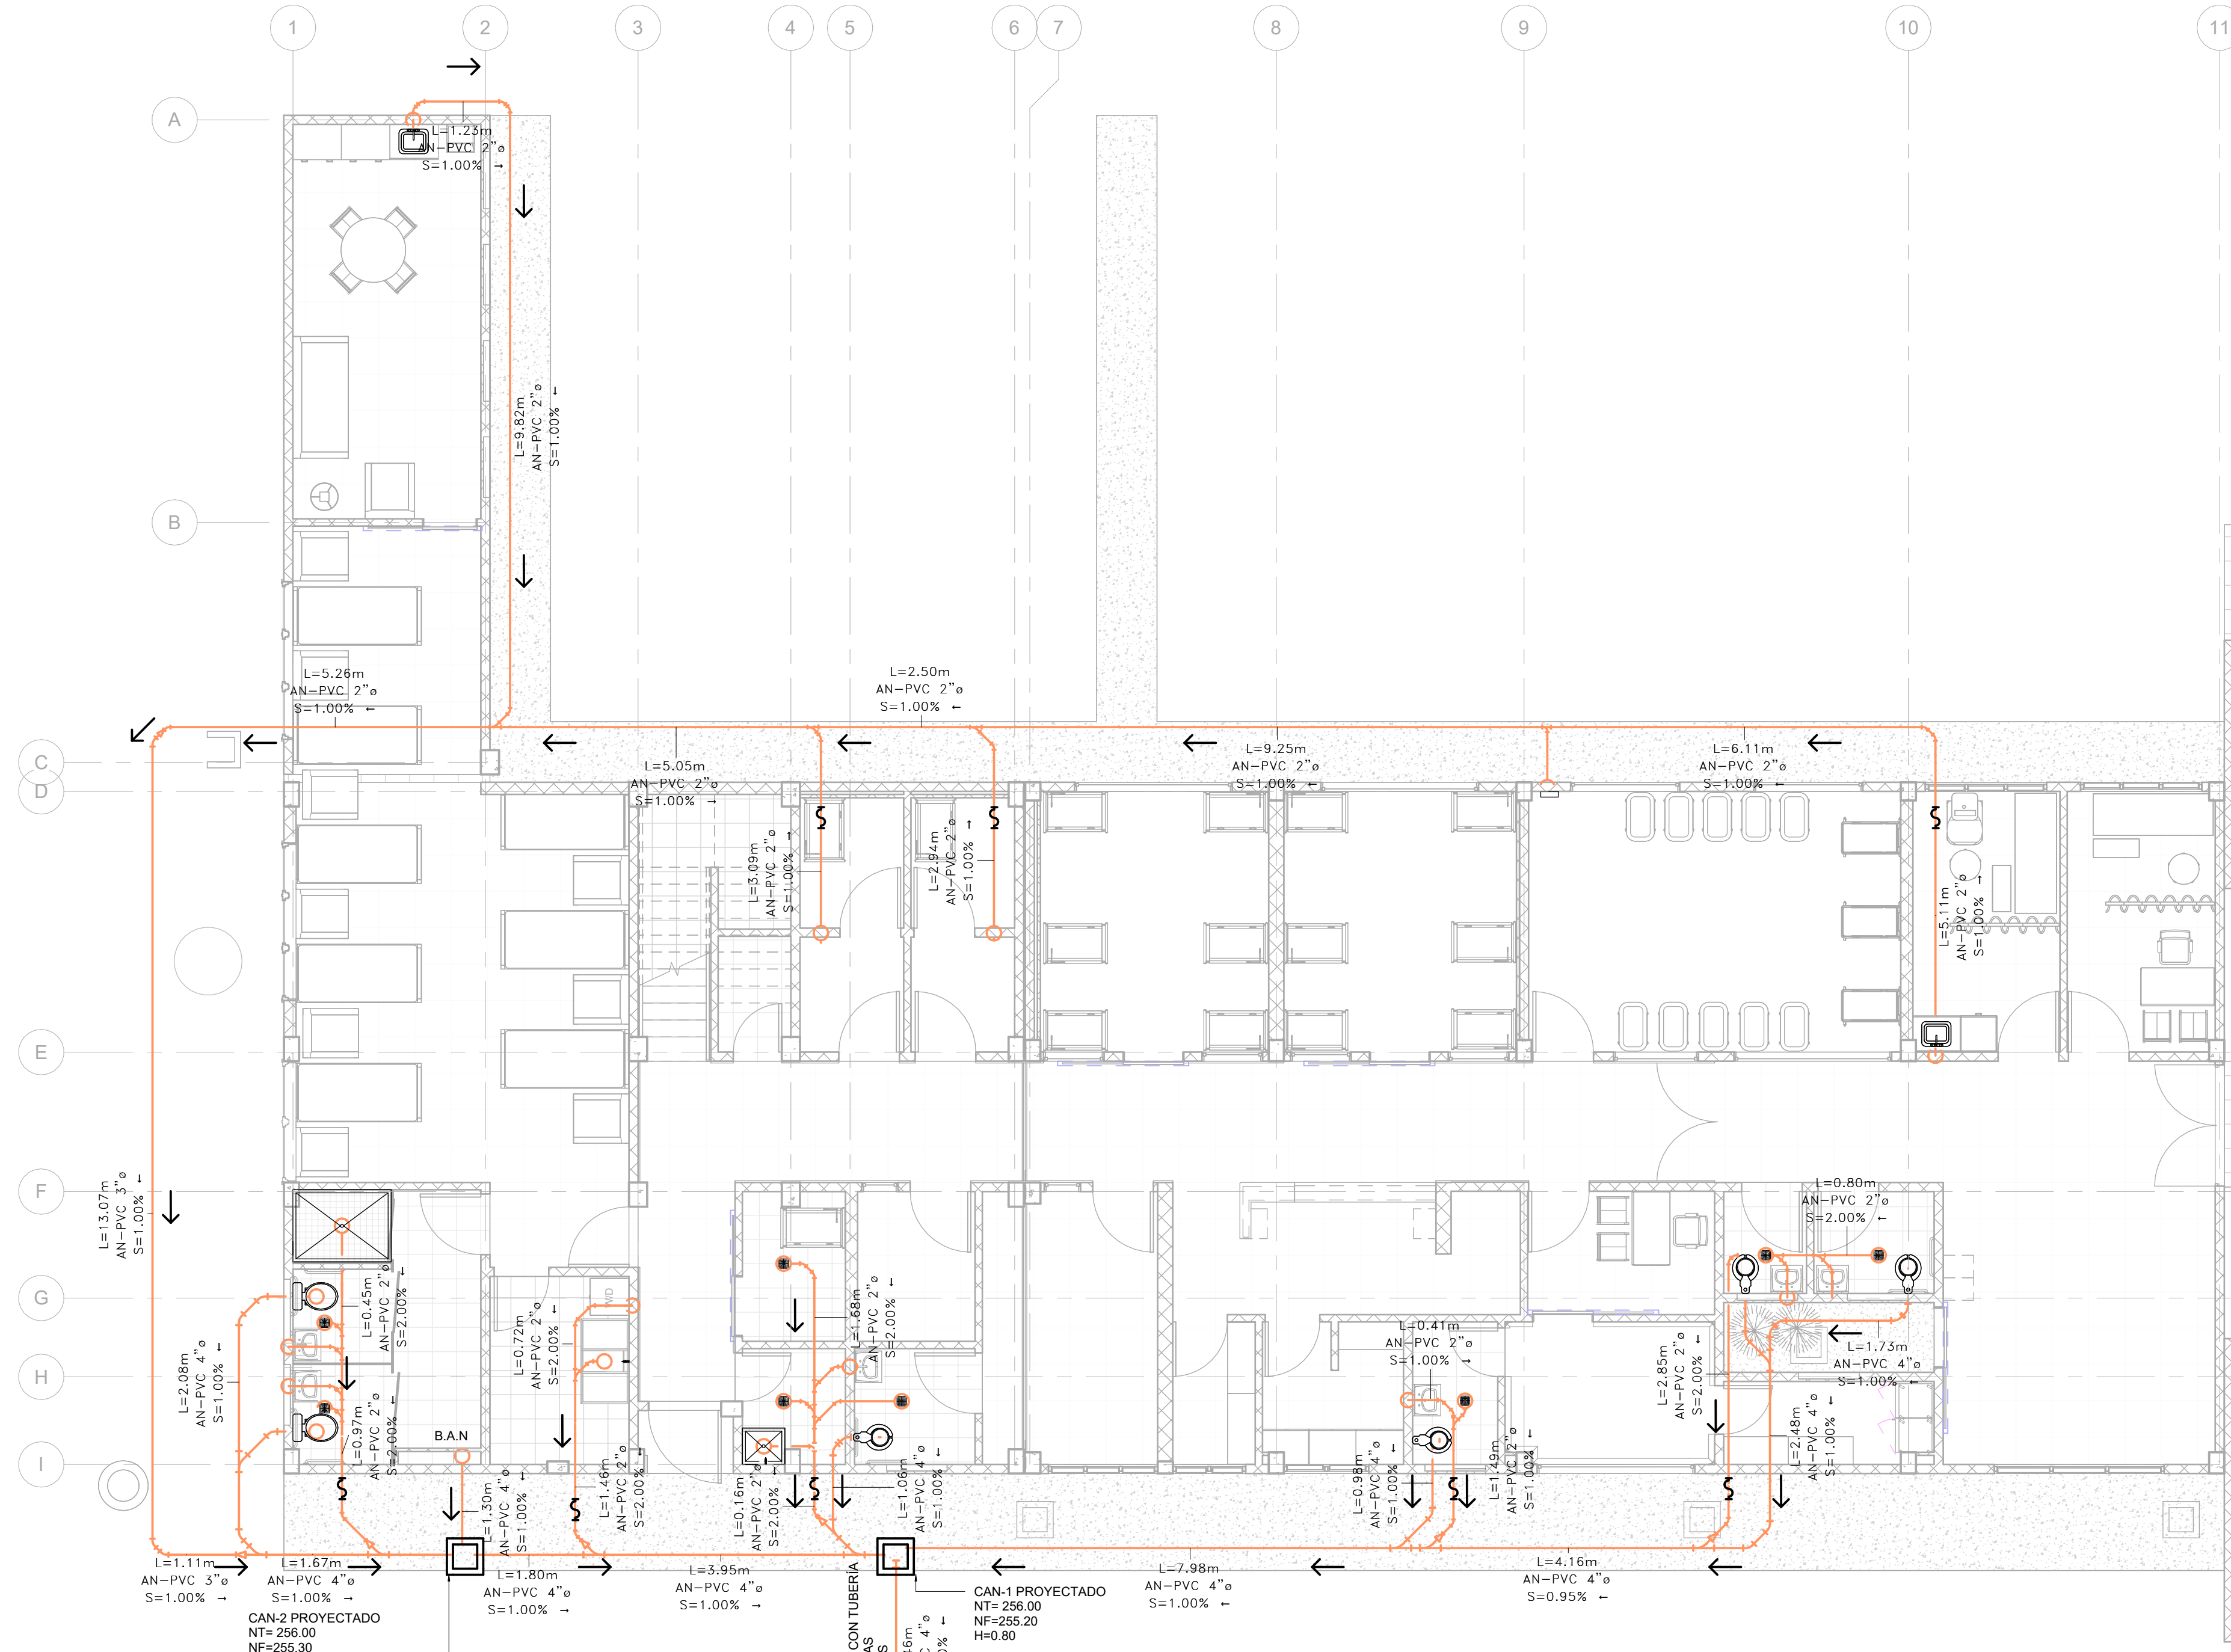 1
2
3
4
5
6
7
8
9
10
11
A
L=1.23m
AN-PVC 2"ø
S=1.00% →
L=9.82m
AN-PVC 2"ø
S=1.00% ↓
B
L=5.26m
AN-PVC 2"ø
S=1.00% ←
L=2.50m
AN-PVC 2"ø
S=1.00% ←
C
D
L=5.05m
AN-PVC 2"ø
S=1.00% →
L=9.25m
AN-PVC 2"ø
S=1.00% ←
L=6.11m
AN-PVC 2"ø
S=1.00% ←
L=3.09m
AN-PVC 2"ø
S=1.00% →
L=2.94m
AN-PVC 2"ø
S=1.00% →
L=5.11m
AN-PVC 2"ø
S=1.00% →
E
F
L=13.07m
AN-PVC 3"ø
S=1.00% ↓
L=0.80m
AN-PVC 2"ø
S=2.00% ←
G
L=0.45m
AN-PVC 2"ø
S=2.00% ↓
L=0.72m
AN-PVC 2"ø
S=2.00% ↓
L=1.68m
AN-PVC 2"ø
S=2.00% ↓
L=0.41m
AN-PVC 2"ø
S=1.00% →
L=2.85m
AN-PVC 2"ø
S=2.00% ↓
L=1.73m
AN-PVC 4"ø
S=1.00% ←
H
L=2.08m
AN-PVC 4"ø
S=1.00% ↓
L=0.97m
AN-PVC 2"ø
S=2.00% ↓
B.A.N
I
L=1.30m
AN-PVC 4"ø
S=1.00% ↓
L=1.46m
AN-PVC 2"ø
S=2.00% ↓
L=0.16m
AN-PVC 2"ø
S=2.00% ↓
L=1.06m
AN-PVC 4"ø
S=1.00% ↓
L=0.98m
AN-PVC 4"ø
S=1.00% ↓
L=1.49m
AN-PVC 2"ø
S=1.00% ↓
L=2.48m
AN-PVC 4"ø
S=1.00% ↓
L=1.11m
AN-PVC 3"ø
S=1.00% →
L=1.67m
AN-PVC 4"ø
S=1.00% →
L=1.80m
AN-PVC 4"ø
S=1.00% →
L=3.95m
AN-PVC 4"ø
S=1.00% →
L=7.98m
AN-PVC 4"ø
S=1.00% ←
L=4.16m
AN-PVC 4"ø
S=0.95% ←
CAN-2 PROYECTADO
NT= 256.00
NF=255.30
CON TUBERÍA
CAN-1 PROYECTADO
NT= 256.00
NF=255.20
H=0.80